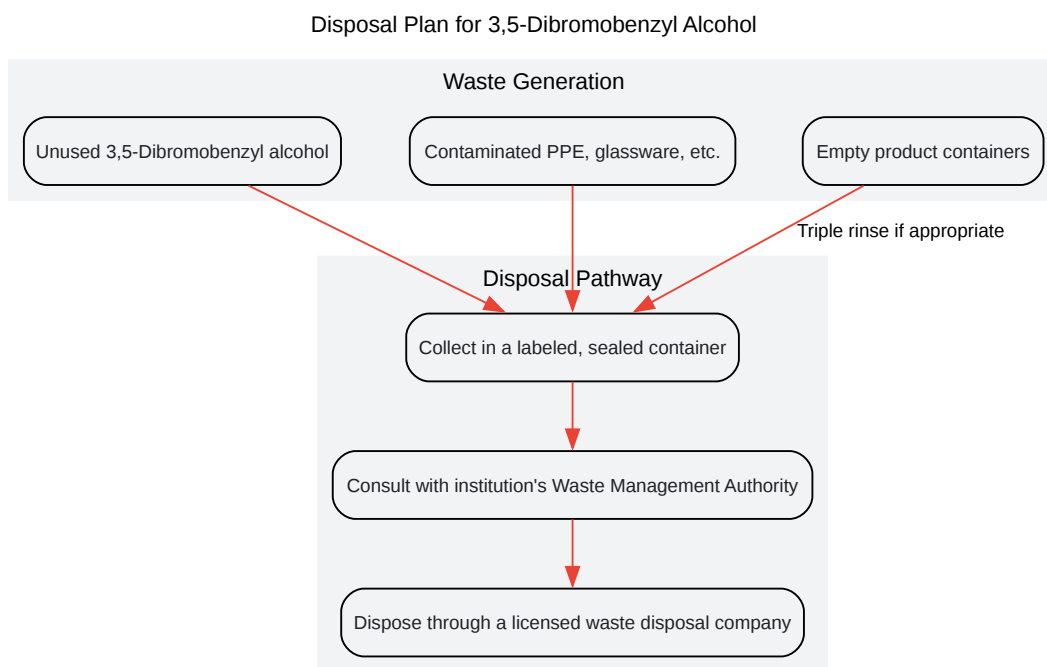 Disposal Plan for 3,5-Dibromobenzyl Alcohol
Waste Generation
Unused 3,5-Dibromobenzyl alcohol
Contaminated PPE, glassware, etc.
Empty product containers
Triple rinse if appropriate
Disposal Pathway
Collect in a labeled, sealed container
Consult with institution's Waste Management Authority
Dispose through a licensed waste disposal company